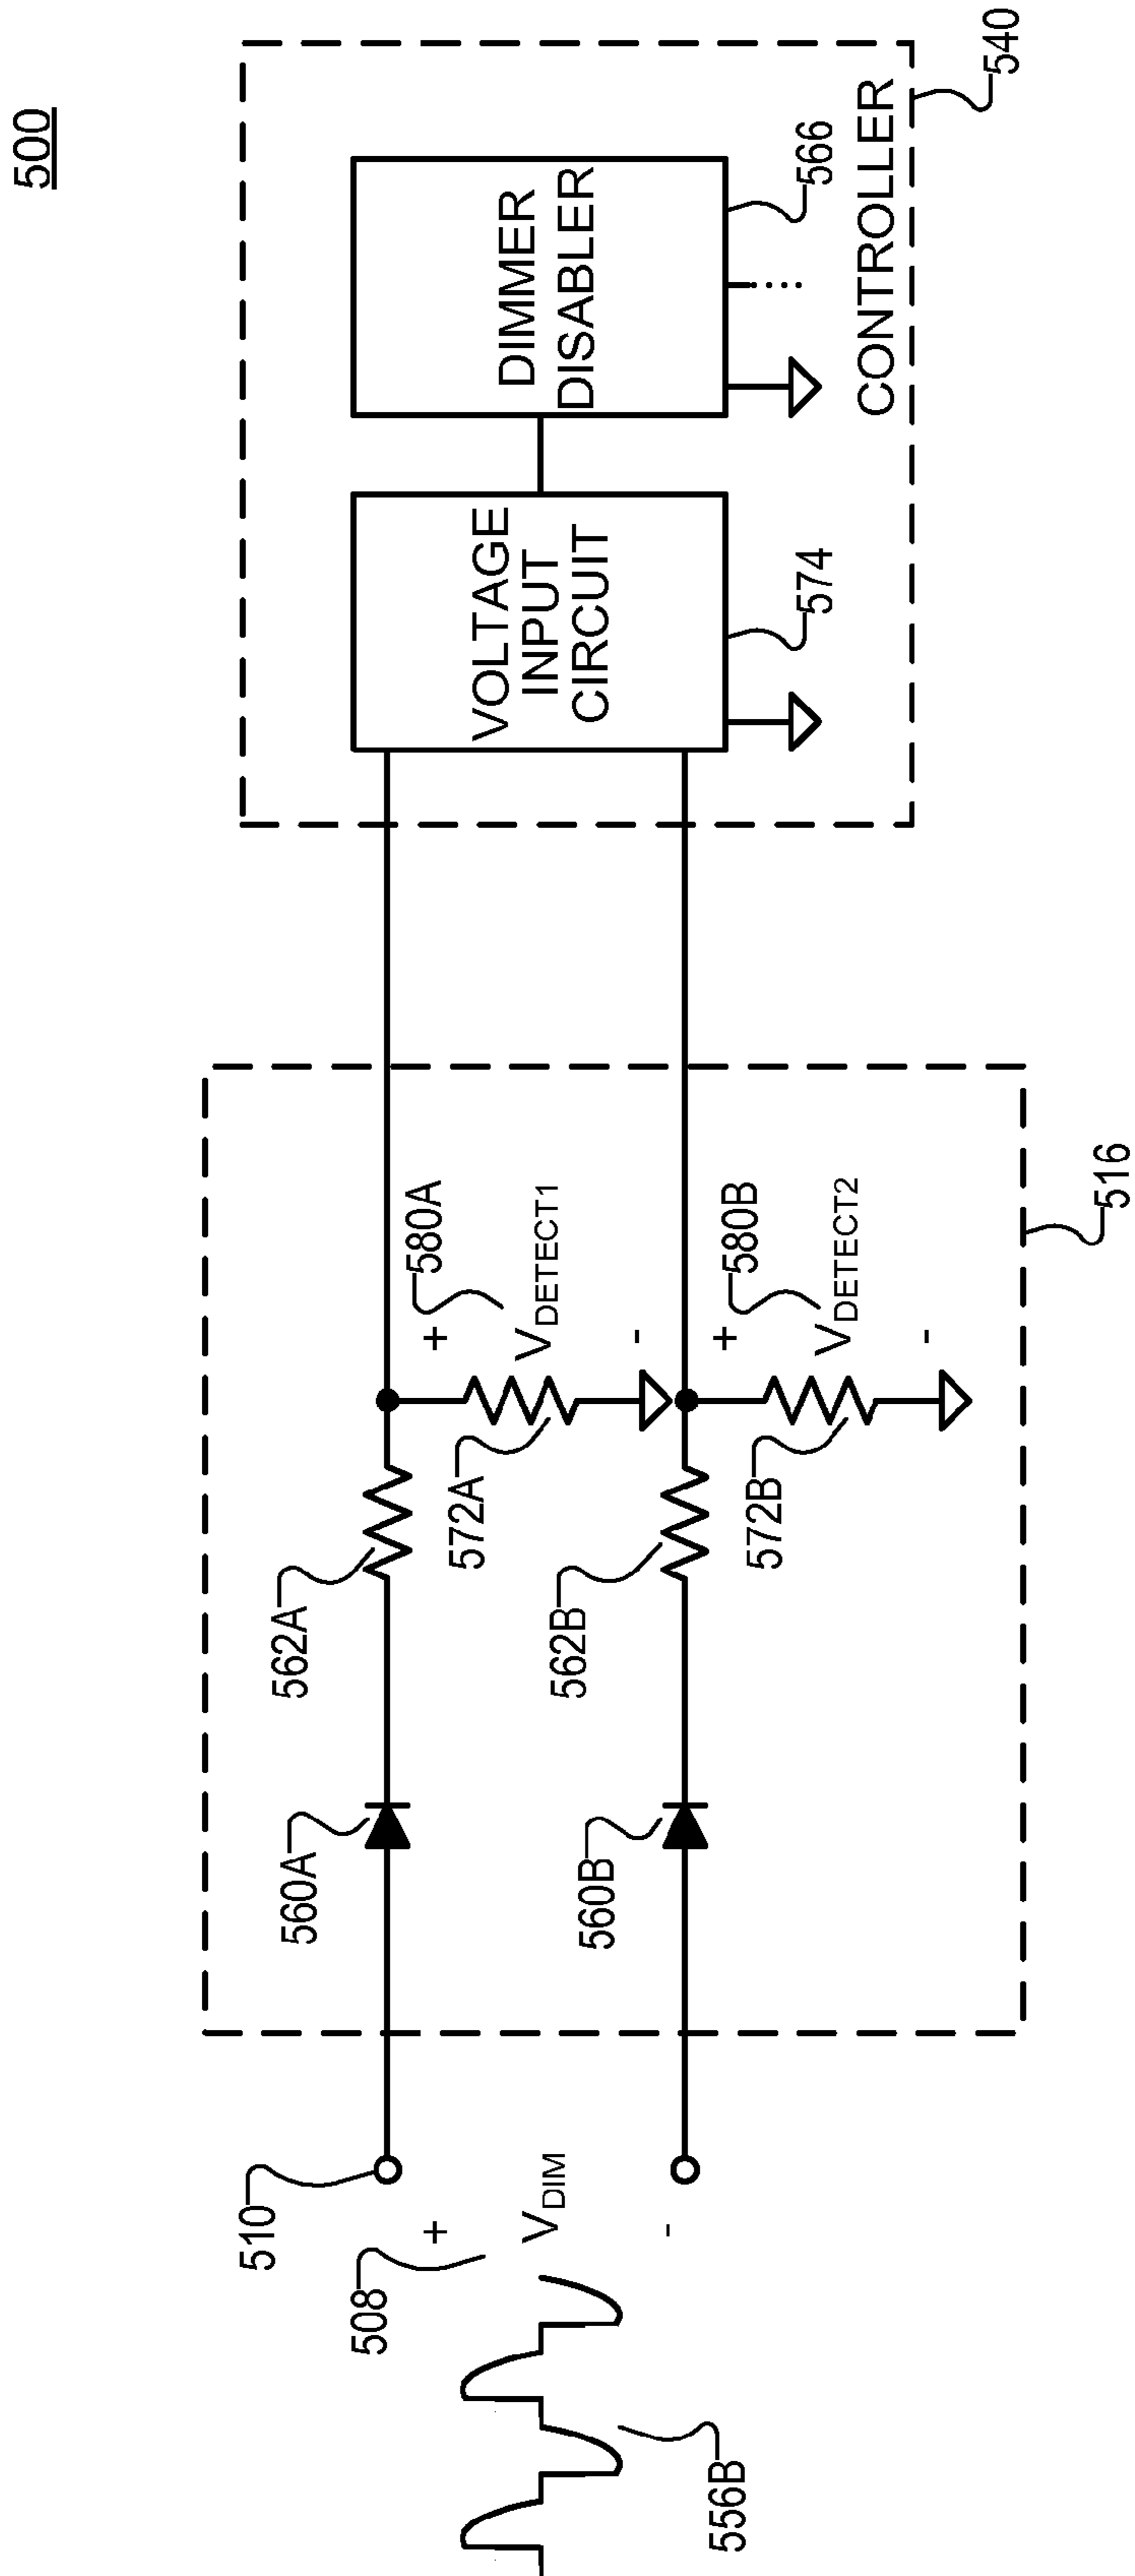 500
510
508
+
V_DIM
-
556B
560A
562A
572A
580A
+
V_DETECT1
-
560B
562B
572B
580B
+
V_DETECT2
-
516
VOLTAGE
INPUT
CIRCUIT
574
DIMMER
DISABLER
566
CONTROLLER
540